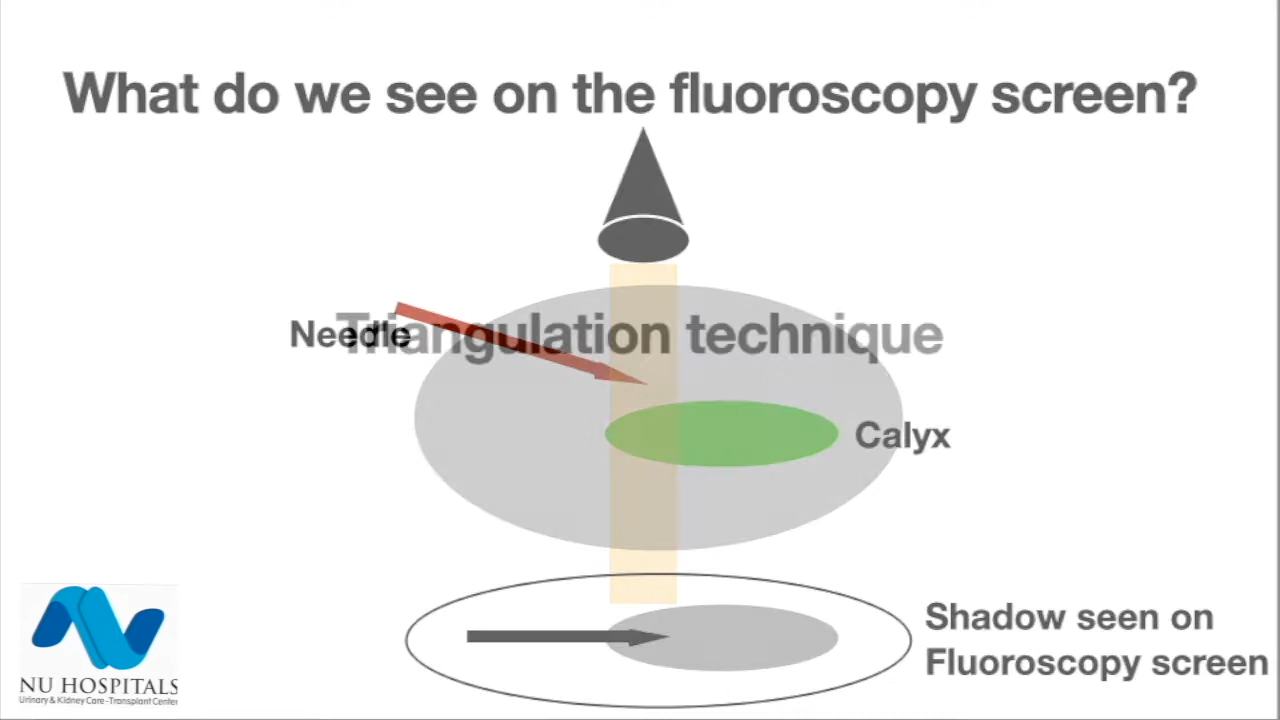 What do we see on the fluoroscopy screen?
Triangulation technique
Needle
Calyx
Shadow seen on
Fluoroscopy screen
NU HOSPITALS
Urinary & Kidney Care -Transplant Center